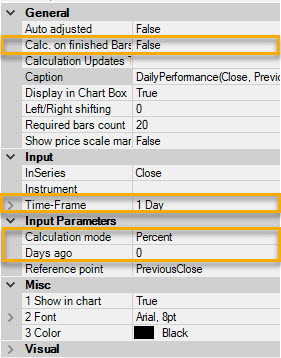 General
Auto adjusted False
Calc. on finished Bars False
Calculation Updates
Caption DailyPerformance(Close, Previo
Display in Chart Box True
Left/Right shifting 0
Required bars count 20
Show price scale mar False
Input
InSeries Close
Instrument
Time-Frame 1 Day
Input Parameters
Calculation mode Percent
Days ago 0
Reference point PreviousClose
Misc
1 Show in chart True
2 Font Arial, 8pt
3 Color Black
Visual